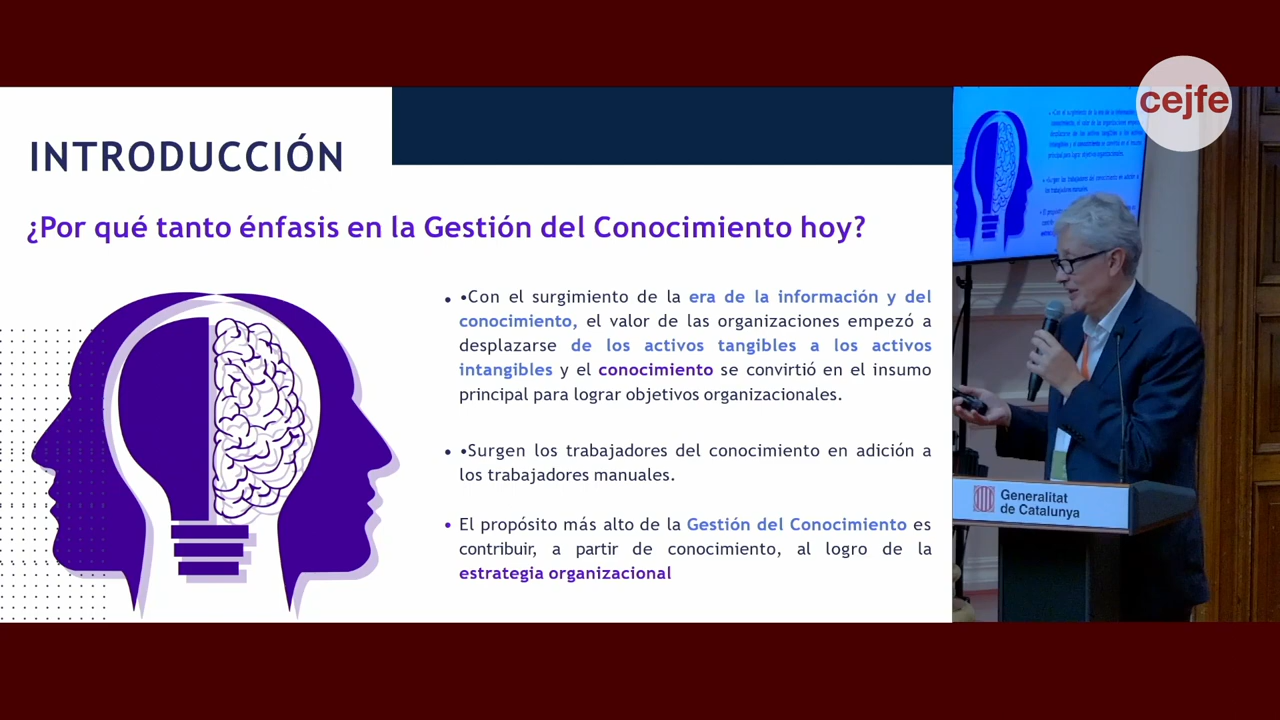 cejfe
INTRODUCCIÓN
¿Por qué tanto énfasis en la Gestión del Conocimiento hoy?
• •Con el surgimiento de la era de la información y del
conocimiento, el valor de las organizaciones empezó a
desplazarse de los activos tangibles a los activos
intangibles y el conocimiento se convirtió en el insumo
principal para lograr objetivos organizacionales.
• •Surgen los trabajadores del conocimiento en adición a
los trabajadores manuales.
• El propósito más alto de la Gestión del Conocimiento es
contribuir, a partir de conocimiento, al logro de la
estrategia organizacional
Generalitat
de Catalunya